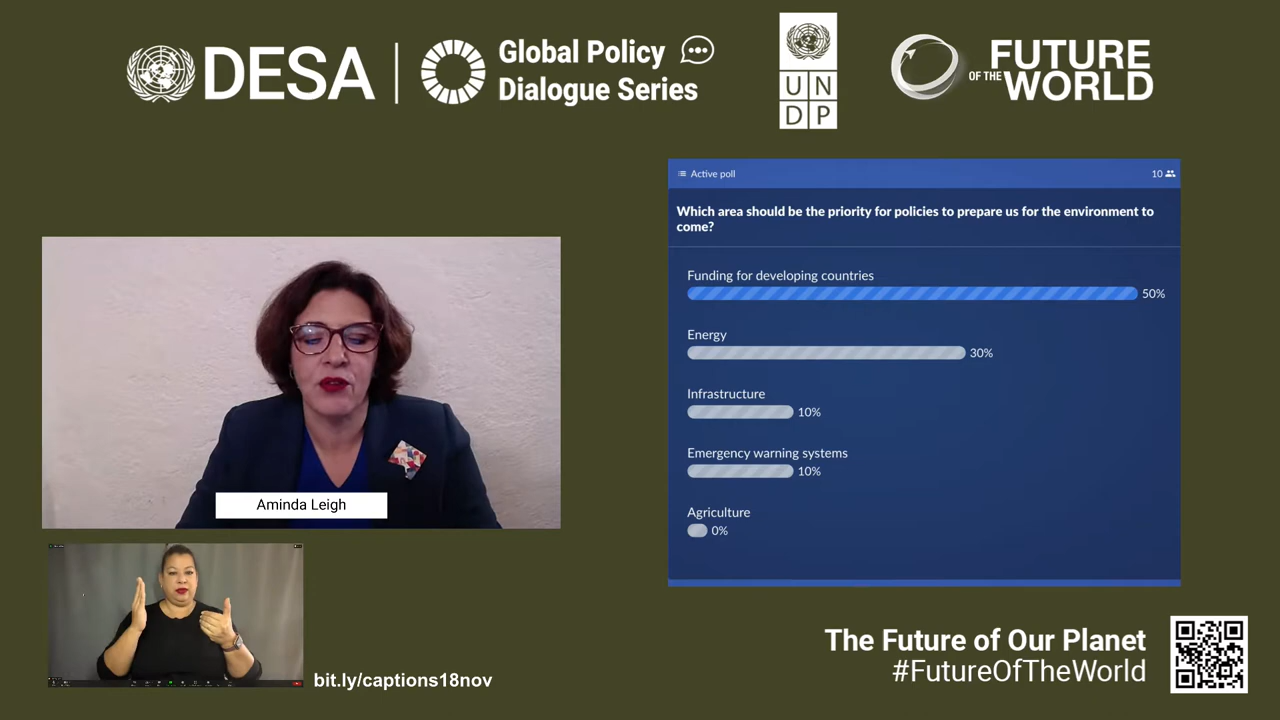 DESA
Global Policy
Dialogue Series
UN
DP
FUTURE
OF THE WORLD
Active poll
10
Which area should be the priority for policies to prepare us for the environment to
come?
Funding for developing countries
50%
Energy
30%
Infrastructure
10%
Emergency warning systems
10%
Agriculture
0%
Aminda Leigh
bit.ly/captions18nov
The Future of Our Planet
#FutureOfTheWorld